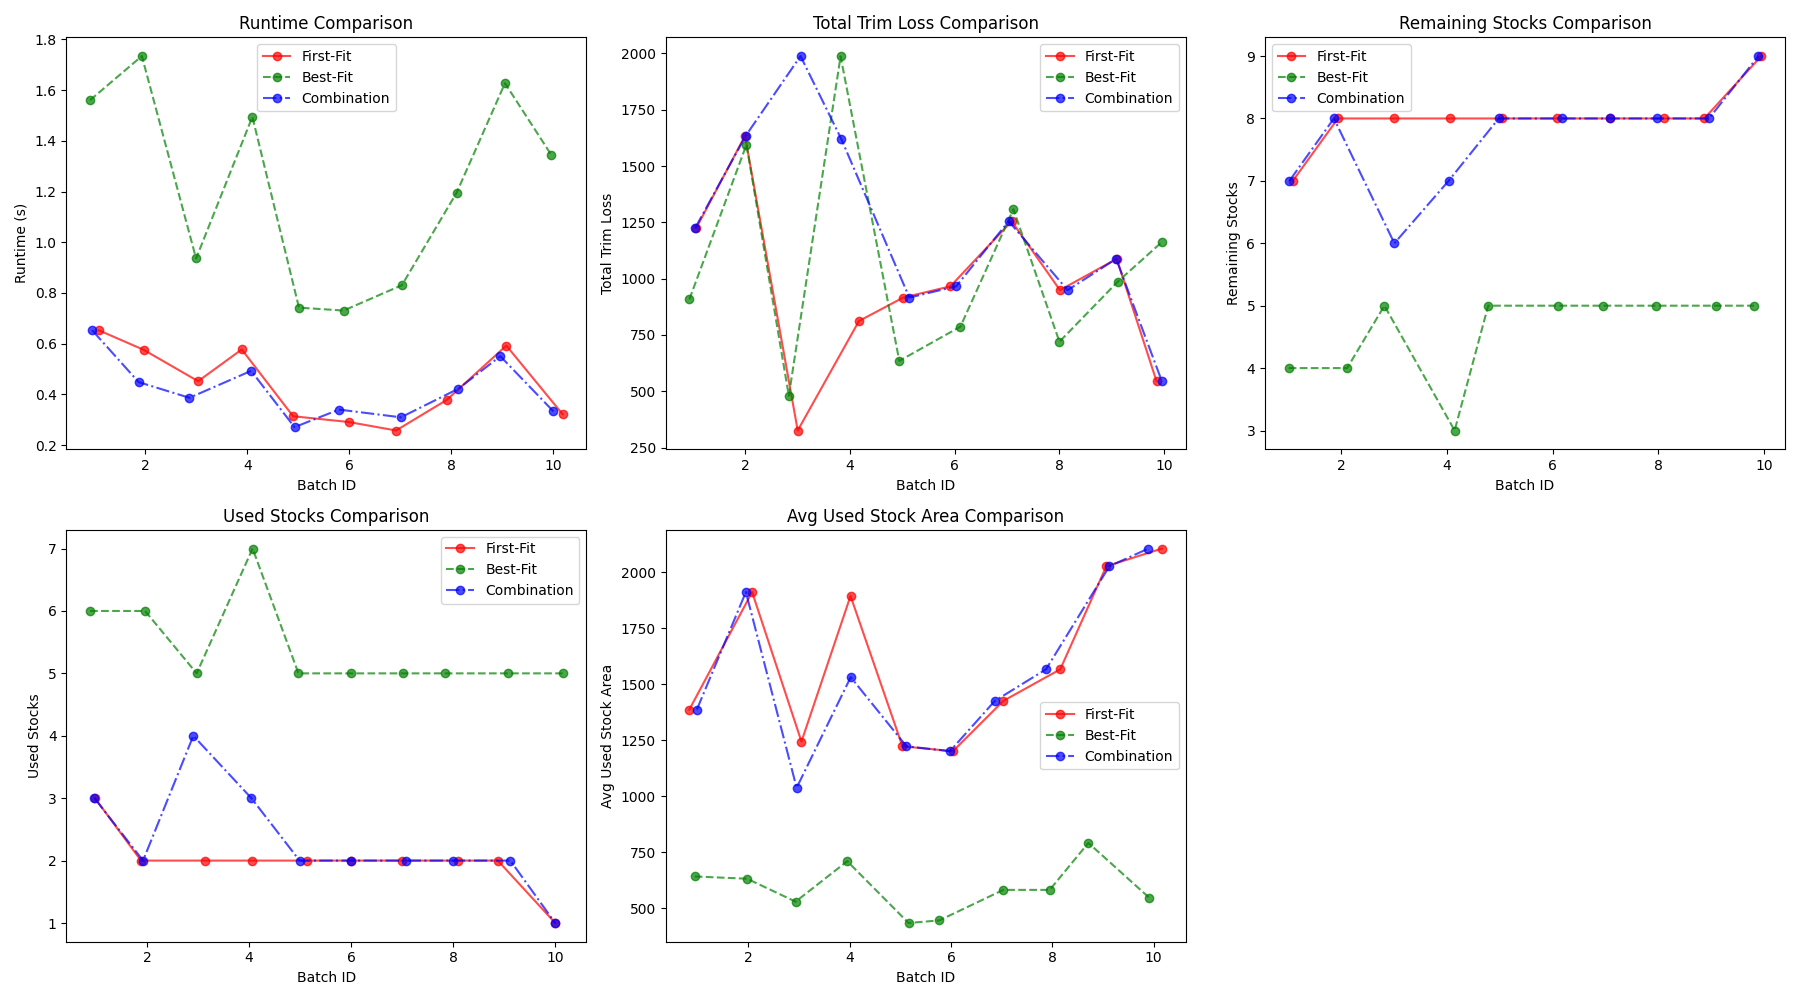 Runtime Comparison
Runtime (s)
1.8
1.6
1.4
1.2
1.0
0.8
0.6
0.4
0.2
First-Fit
Best-Fit
Combination
2 4 6 8 10
Batch ID
Total Trim Loss Comparison
Total Trim Loss
2000
1750
1500
1250
1000
750
500
250
First-Fit
Best-Fit
Combination
2 4 6 8 10
Batch ID
Remaining Stocks Comparison
Remaining Stocks
9
8
7
6
5
4
3
First-Fit
Best-Fit
Combination
2 4 6 8 10
Batch ID
Used Stocks Comparison
Used Stocks
7
6
5
4
3
2
1
First-Fit
Best-Fit
Combination
2 4 6 8 10
Batch ID
Avg Used Stock Area Comparison
Avg Used Stock Area
2000
1750
1500
1250
1000
750
500
First-Fit
Best-Fit
Combination
2 4 6 8 10
Batch ID